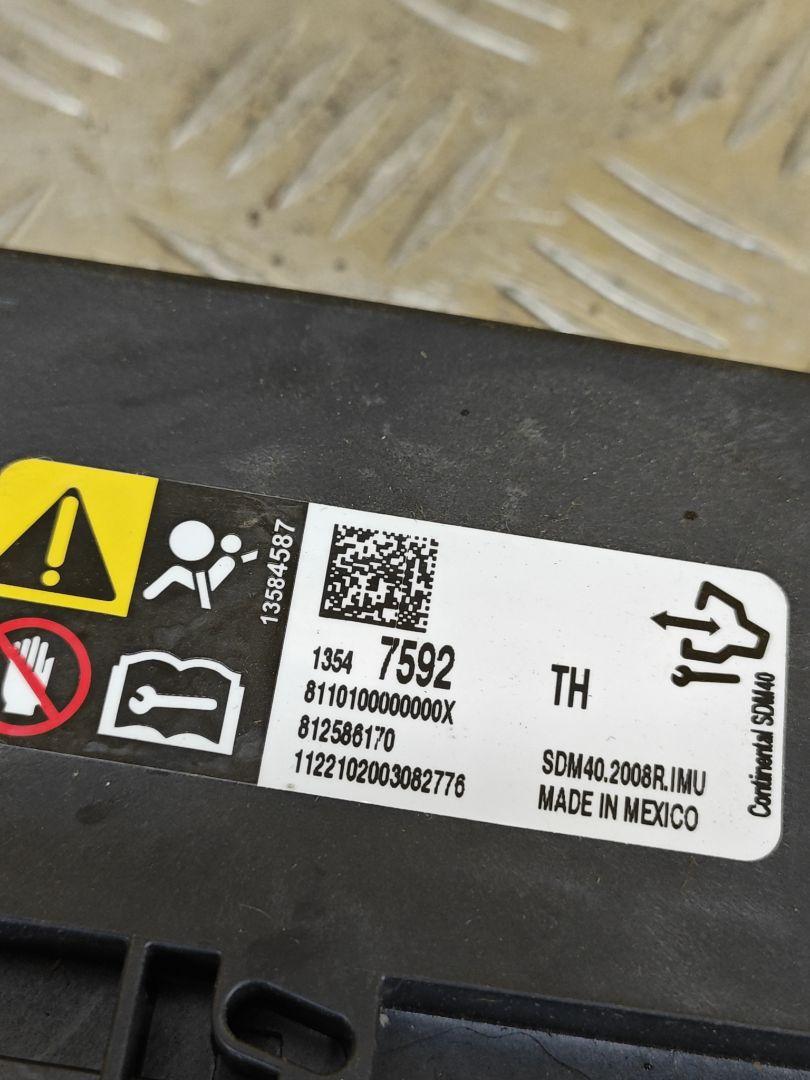 13584587
1354 7592
8110100000000X
812586170
1122102003082776
TH
SDM40.2008R.IMU
MADE IN MEXICO
Continental SDM40